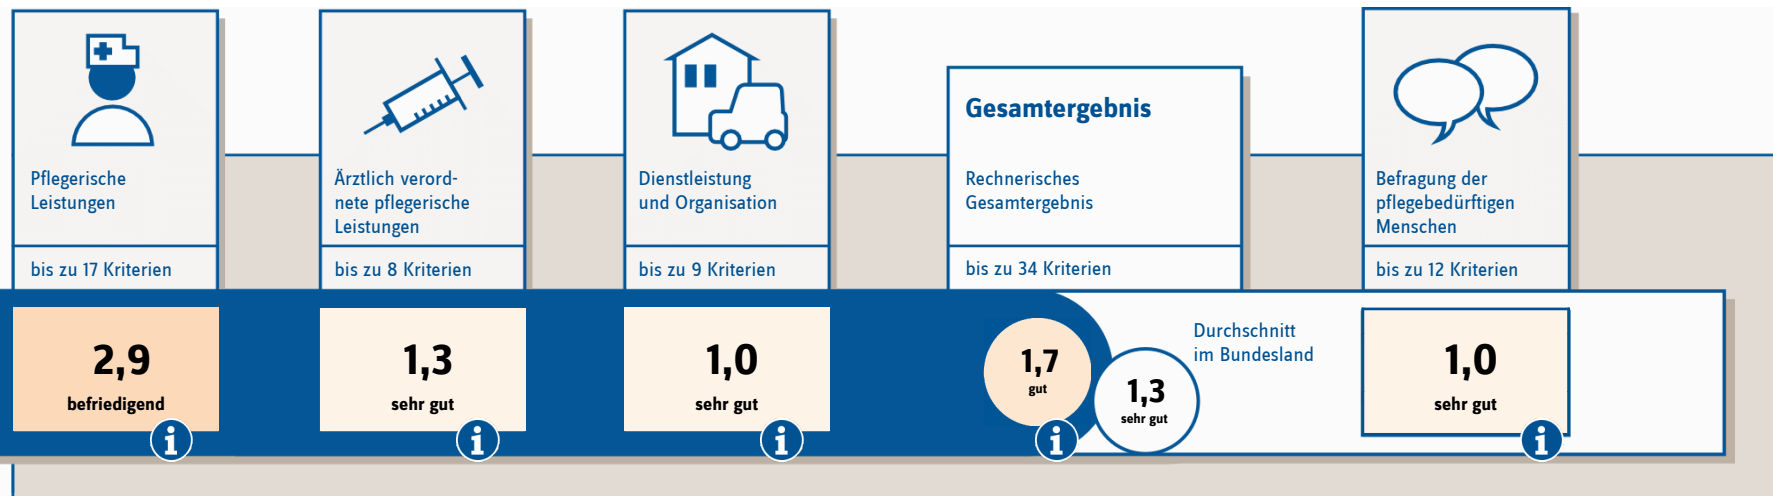 Pflegerische
Leistungen
bis zu 17 Kriterien
2,9
befriedigend
i
Ärztlich verord-
nete pflegerische
Leistungen
bis zu 8 Kriterien
1,3
sehr gut
i
Dienstleistung
und Organisation
bis zu 9 Kriterien
1,0
sehr gut
i
Gesamtergebnis
Rechnerisches
Gesamtergebnis
bis zu 34 Kriterien
1,7
gut
i
1,3
sehr gut
Durchschnitt
im Bundesland
Befragung der
pflegebedürftigen
Menschen
bis zu 12 Kriterien
1,0
sehr gut
i